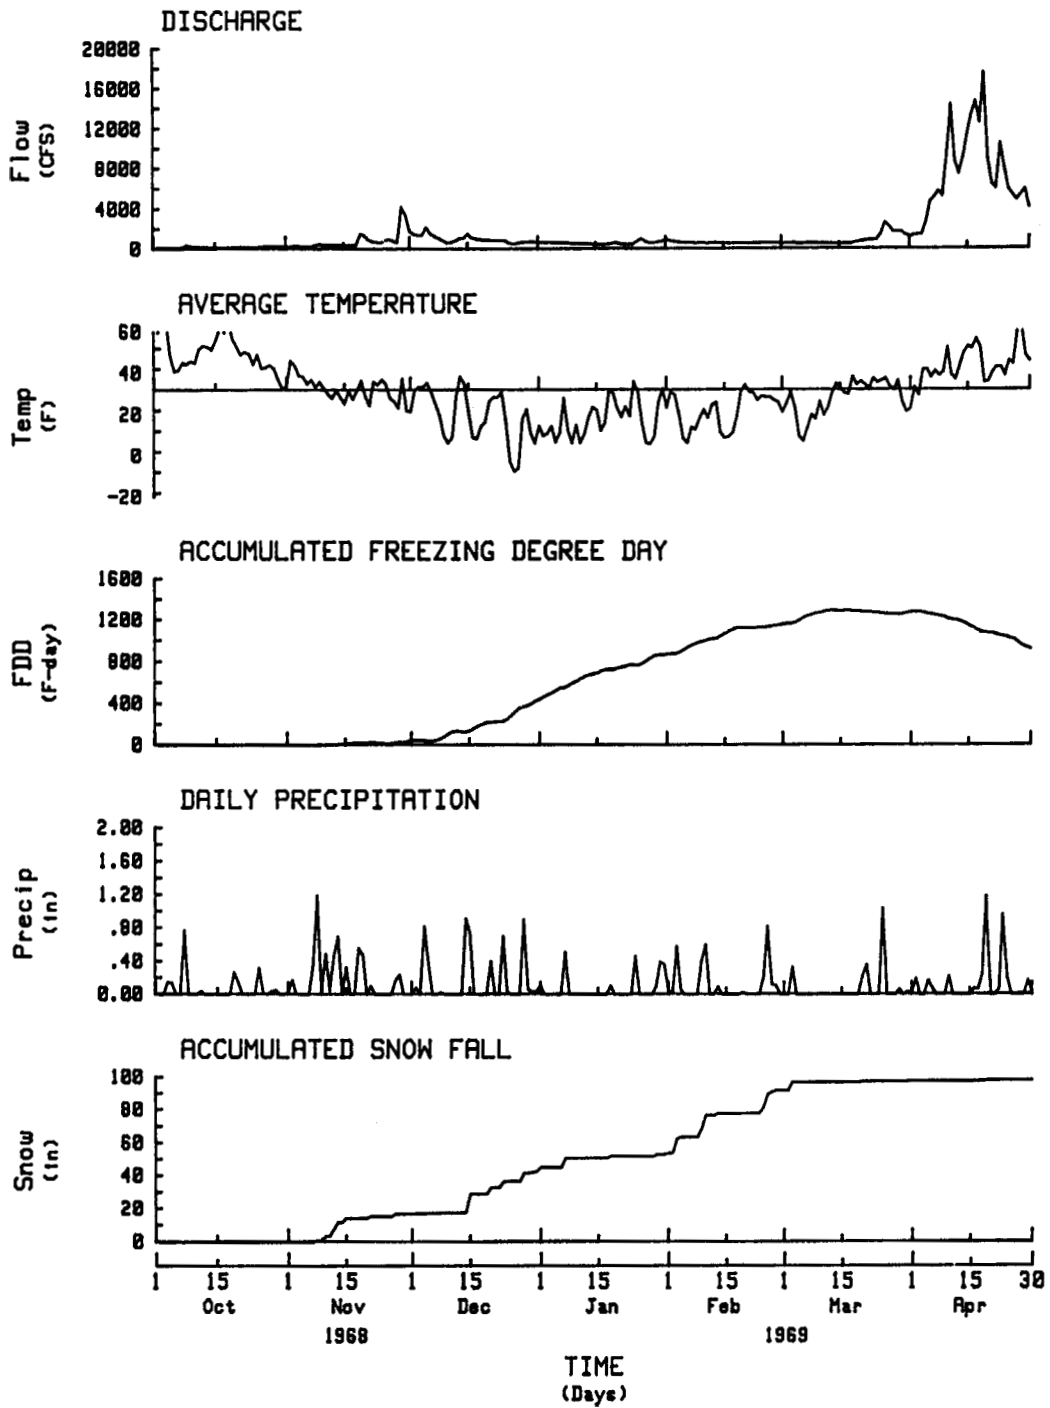 DISCHARGE
20000
16000
12000
8000
4000
0
Flow
(CFS)
AVERAGE TEMPERATURE
60
40
20
0
-20
Temp
(F)
ACCUMULATED FREEZING DEGREE DAY
1600
1200
800
400
0
FDD
(F-day)
DAILY PRECIPITATION
2.00
1.60
1.20
.80
.40
0.00
Precip
(in)
ACCUMULATED SNOW FALL
100
80
60
40
20
0
Snow
(in)
1 15 1 15 1 15 1 15 1 15 1 15 1 15 30
Oct Nov Dec Jan Feb Mar Apr
1968 1969
TIME
(Days)